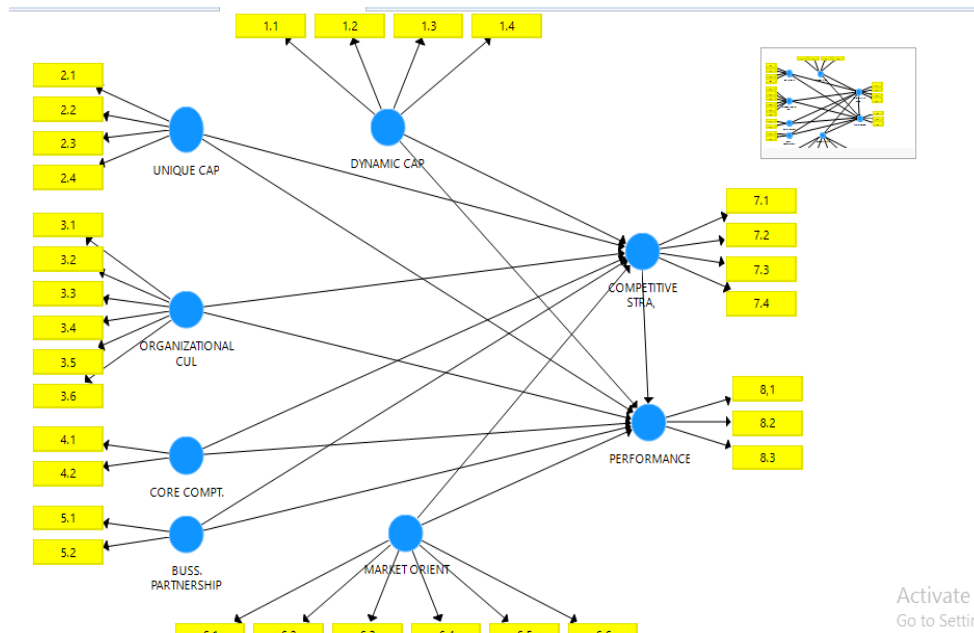 1.1
1.2
1.3
1.4
2.1
2.2
2.3
2.4
UNIQUE CAP
DYNAMIC CAP
3.1
3.2
3.3
3.4
3.5
3.6
ORGANIZATIONAL
CUL
7.1
7.2
7.3
7.4
COMPETITIVE
STRA,
4.1
4.2
CORE COMPT.
8,1
8.2
8.3
PERFORMANCE
5.1
5.2
BUSS.
PARTNERSHIP
MARKET ORIENT
Activate
Go to Setti